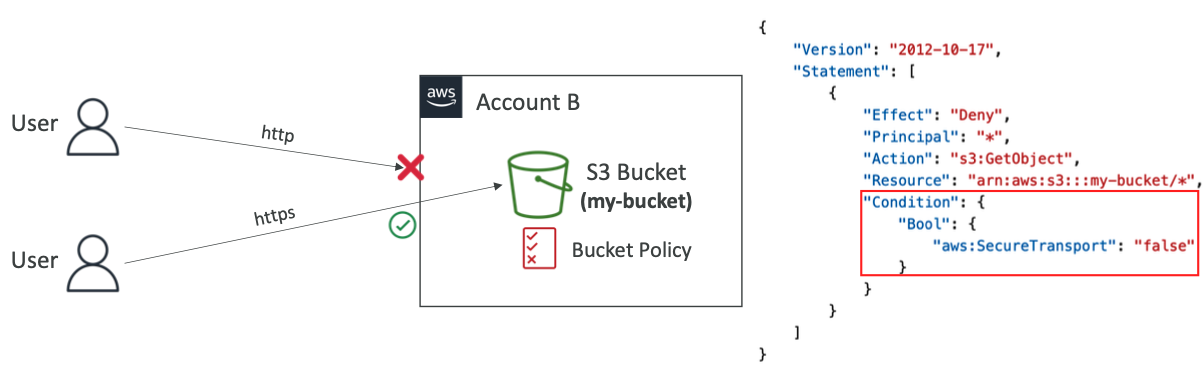 User
http
User
https
aws
Account B
S3 Bucket
(my-bucket)
Bucket Policy
{
"Version": "2012-10-17",
"Statement": [
{
"Effect": "Deny",
"Principal": "*",
"Action": "s3:GetObject",
"Resource": "arn:aws:s3:::my-bucket/*",
"Condition": {
"Bool": {
"aws:SecureTransport": "false"
}
}
}
]
}